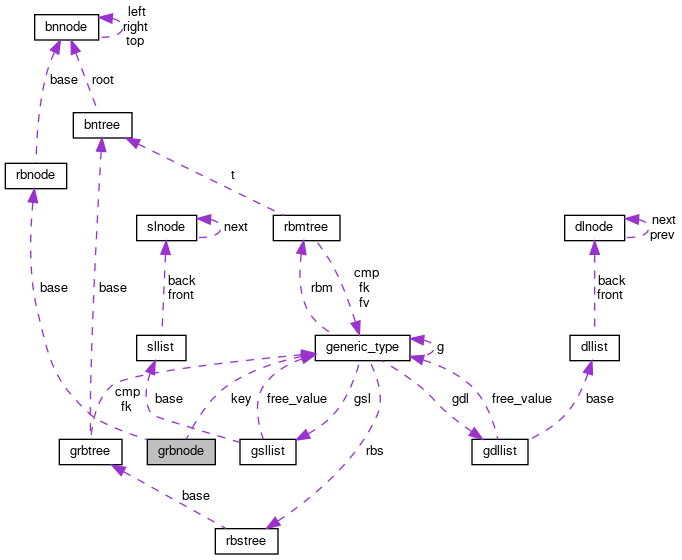 left
bnnode
right
top
base
root
bntree
rbnode
t
slnode
next
rbmtree
dlnode
next
prev
base
base
back
front
rbm
cmp
fk
fv
back
front
sllist
generic_type
g
dllist
cmp
fk
base
key
free_value
gsl
gdl
free_value
base
grbtree
grbnode
gsllist
rbs
gdllist
base
rbstree